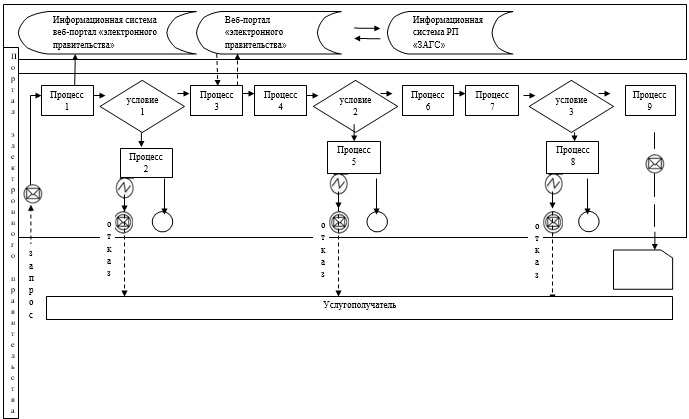 Информационная система
веб-портал «электронного
правительства»
Веб-портал
«электронного
правительства»
Информационная
система РП
«ЗАГС»
Портал электронного правительства
Процесс
1
условие
1
Процесс
3
Процесс
4
условие
2
Процесс
6
Процесс
7
условие
3
Процесс
9
Процесс
2
Процесс
5
Процесс
8
запрос
отказ
отказ
отказ
Услугополучатель